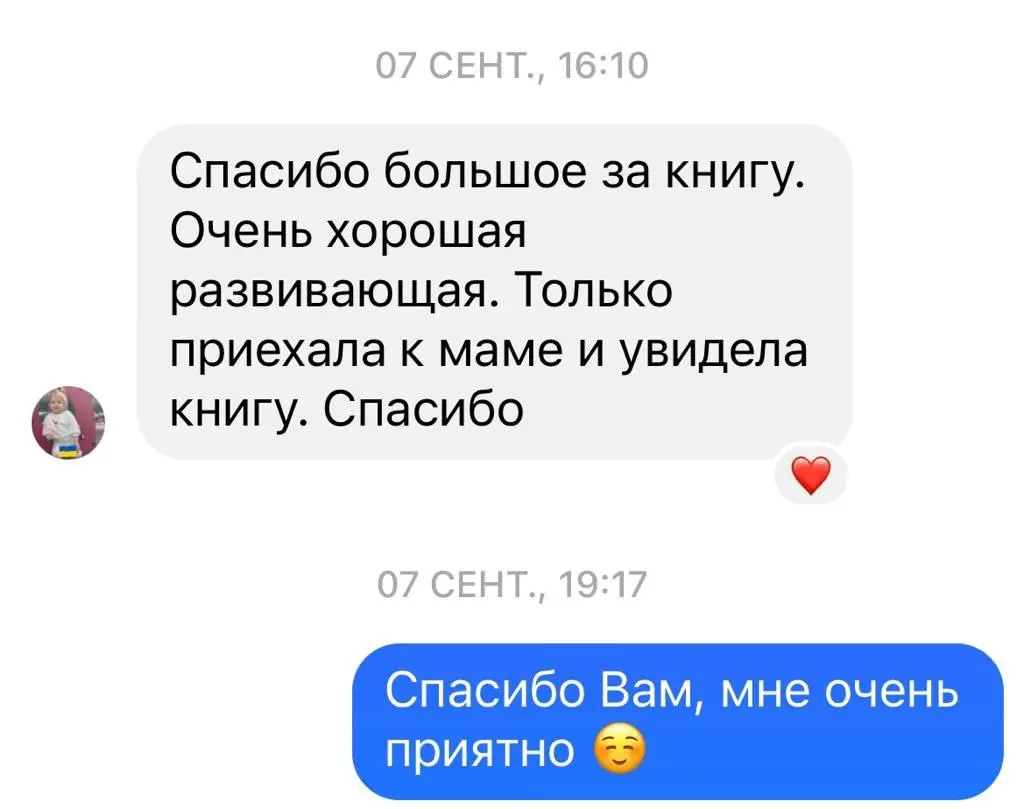 07 СЕНТ., 16:10
Спасибо большое за книгу.
Очень хорошая
развивающая. Только
приехала к маме и увидела
книгу. Спасибо
07 СЕНТ., 19:17
Спасибо Вам, мне очень
приятно ☺️